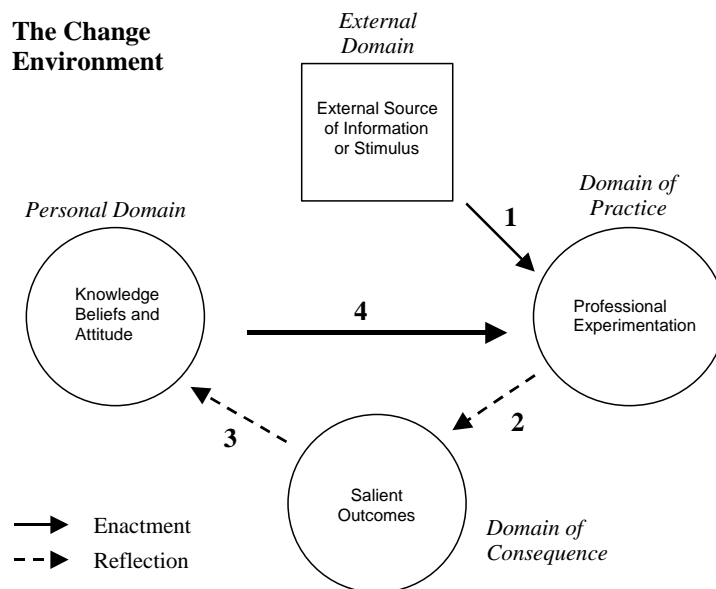 The Change
Environment
External
Domain
External Source
of Information
or Stimulus
Domain of
Practice
1
Personal Domain
Knowledge
Beliefs and
Attitude
4
Professional
Experimentation
2
3
Salient
Outcomes
Domain of
Consequence
Enactment
Reflection